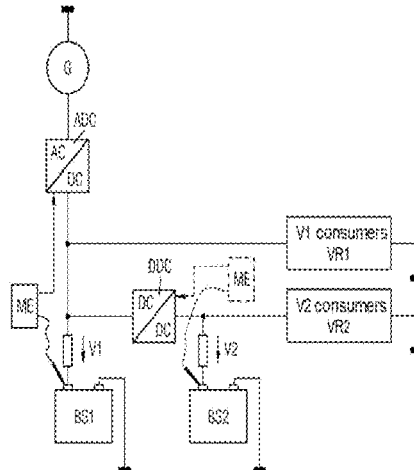 G
ADC
AC
DC
V1 consumers
VR1
DDC
ME
ME
DC
DC
V2 consumers
VR2
V1
V2
BS1
BS2